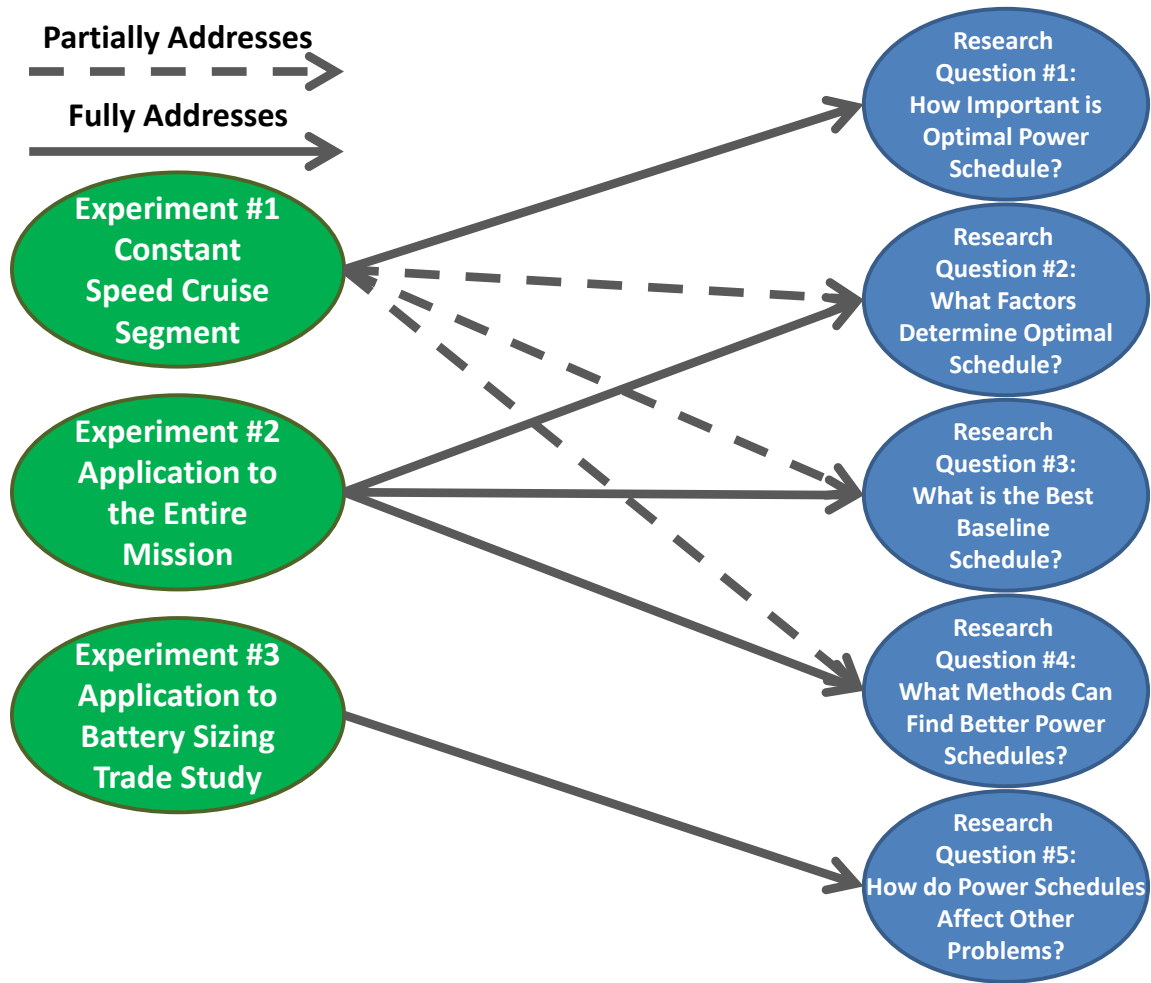 Partially Addresses
Fully Addresses
Experiment #1
Constant
Speed Cruise
Segment
Experiment #2
Application to
the Entire
Mission
Experiment #3
Application to
Battery Sizing
Trade Study
Research
Question #1:
How Important is
Optimal Power
Schedule?
Research
Question #2:
What Factors
Determine Optimal
Schedule?
Research
Question #3:
What is the Best
Baseline
Schedule?
Research
Question #4:
What Methods Can
Find Better Power
Schedules?
Research
Question #5:
How do Power Schedules
Affect Other
Problems?